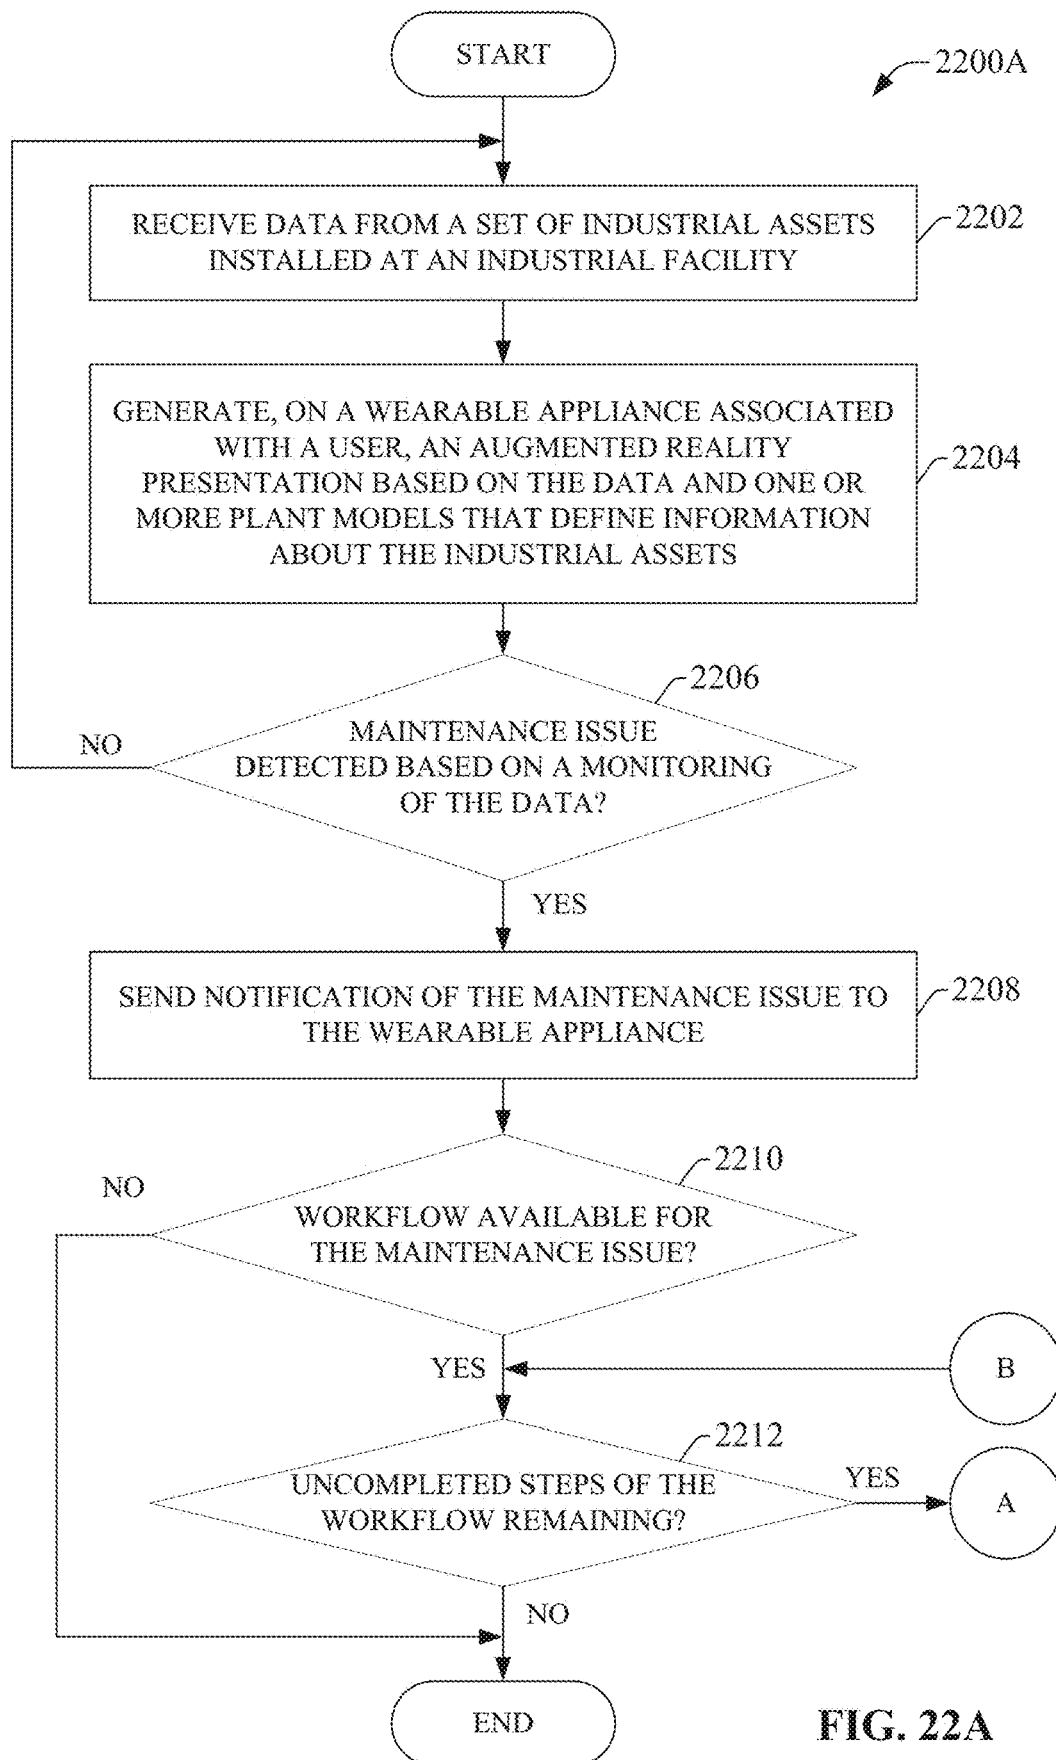 START
2200A
RECEIVE DATA FROM A SET OF INDUSTRIAL ASSETS
INSTALLED AT AN INDUSTRIAL FACILITY
2202
GENERATE, ON A WEARABLE APPLIANCE ASSOCIATED
WITH A USER, AN AUGMENTED REALITY
PRESENTATION BASED ON THE DATA AND ONE OR
MORE PLANT MODELS THAT DEFINE INFORMATION
ABOUT THE INDUSTRIAL ASSETS
2204
2206
NO
MAINTENANCE ISSUE
DETECTED BASED ON A MONITORING
OF THE DATA?
YES
SEND NOTIFICATION OF THE MAINTENANCE ISSUE TO
THE WEARABLE APPLIANCE
2208
2210
NO
WORKFLOW AVAILABLE FOR
THE MAINTENANCE ISSUE?
YES
B
2212
UNCOMPLETED STEPS OF THE
WORKFLOW REMAINING?
YES
A
NO
END
FIG. 22A